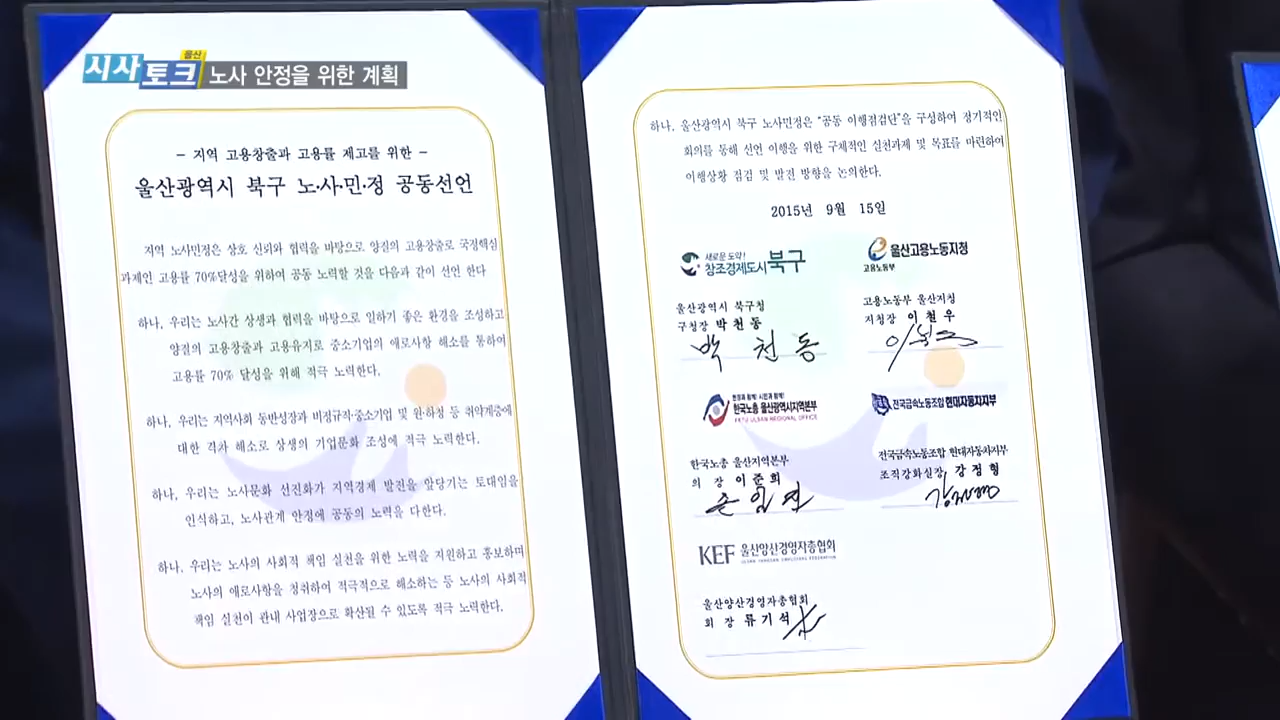 시사토크 울산
노사 안정을 위한 계획
– 지역 고용창출과 고용률 제고를 위한 –
울산광역시 북구 노·사·민·정 공동선언
지역 노사민정은 상호 신뢰와 협력을 바탕으로 양질의 고용창출로 국정핵심
과제인 고용률 70%달성을 위하여 공동 노력할 것을 다음과 같이 선언 한다
하나, 우리는 노사간 상생과 협력을 바탕으로 일하기 좋은 환경을 조성하고
양질의 고용창출과 고용유지로 중소기업의 애로사항 해소를 통하여
고용률 70% 달성을 위해 적극 노력한다.
하나, 우리는 지역사회 동반성장과 비정규직·중소기업 및 원·하청 등 취약계층에
대한 격차 해소로 상생의 기업문화 조성에 적극 노력한다.
하나, 우리는 노사문화 선진화가 지역경제 발전을 앞당기는 토대임을
인식하고, 노사관계 안정에 공동의 노력을 다한다.
하나, 우리는 노사의 사회적 책임 실천을 위한 노력을 지원하고 홍보하며
노사의 애로사항을 청취하여 적극적으로 해소하는 등 노사의 사회적
책임 실천이 관내 사업장으로 확산될 수 있도록 적극 노력한다.
하나, 울산광역시 북구 노사민정은 "공동 이행점검단"을 구성하여 정기적인
회의를 통해 선언 이행을 위한 구체적인 실천과제 및 목표를 마련하여
이행상황 점검 및 발전 방향을 논의한다.
2015년 9월 15일
새로운 도약!
창조경제도시 북구
울산고용노동지청
고용노동부
울산광역시 북구청
구청장 박천동
박 천 동
고용노동부 울산지청
지청장 이철우
한국노총 울산광역시지역본부
FKTU ULSAN REGIONAL OFFICE
전국금속노동조합 현대자동차지부
한국노총 울산지역본부
의 장 이준희
전국금속노동조합 현대자동차지부
조직강화실장 강정형
KEF 울산양산경영자총협회
ULSAN YANGSAN EMPLOYERS FEDERATION
울산양산경영자총협회
회 장 류기석